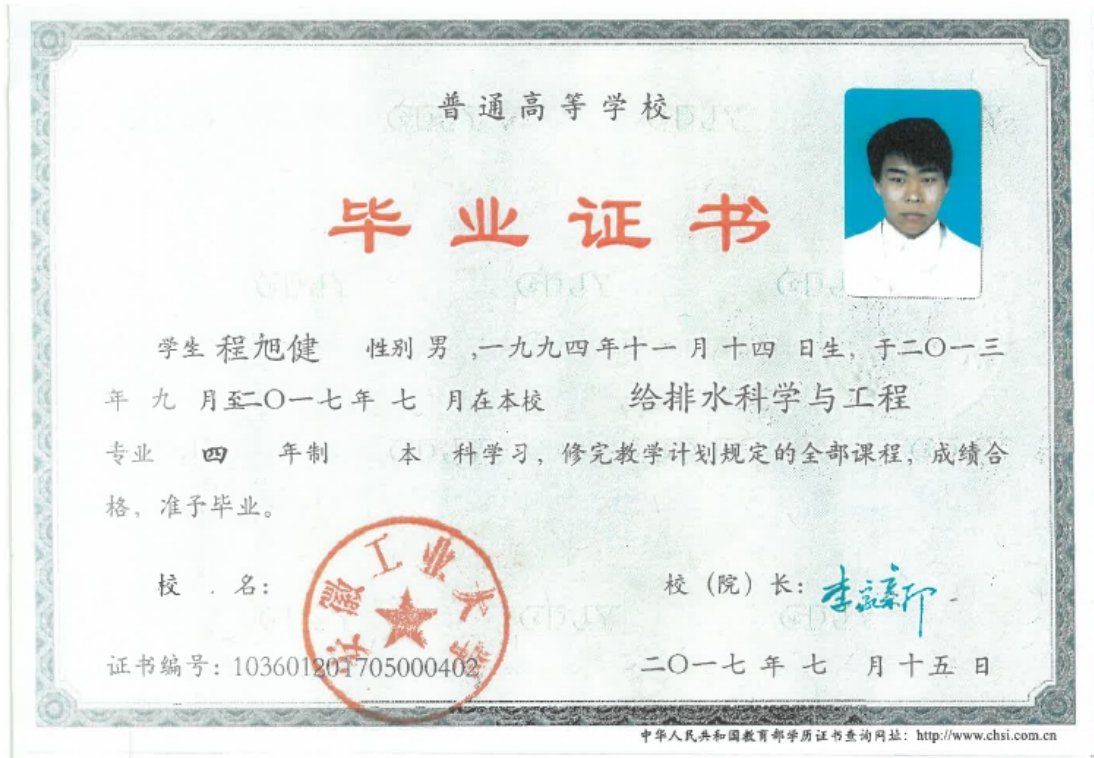 普通高等学校
毕业证书
学生 程旭健 性别 男 ,一九九四年十一月十四日生，于二〇一三
年 九 月至二〇一七年 七 月在本校 给排水科学与工程
专业 四 年制 本 科学习，修完教学计划规定的全部课程，成绩合
格，准予毕业。
校 名：
安徽工业大学
校（院）长：
证书编号：103601201705000402
二〇一七年七月十五日
中华人民共和国教育部学历证书查询网址：http://www.chsi.com.cn